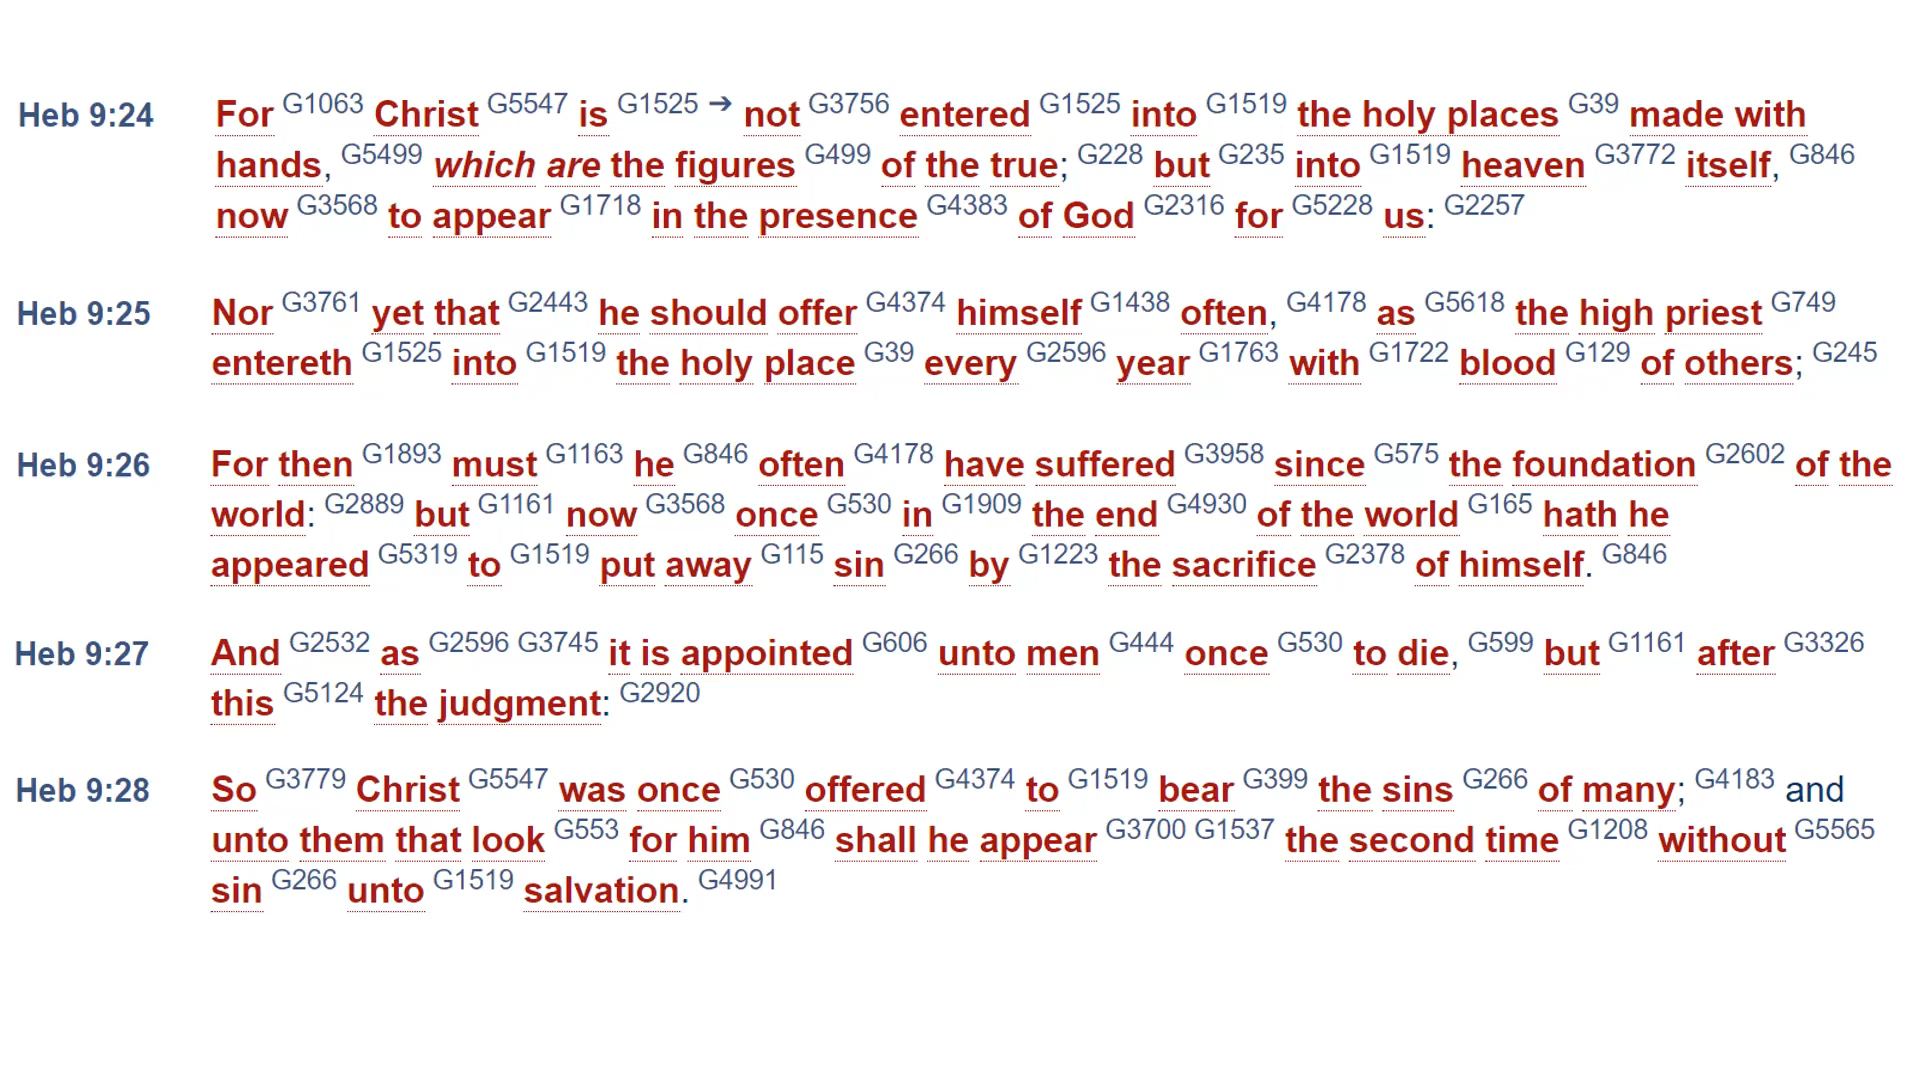 Heb 9:24 For G1063 Christ G5547 is G1525 ➔ not G3756 entered G1525 into G1519 the holy places G39 made with
hands, G5499 which are the figures G499 of the true; G228 but G235 into G1519 heaven G3772 itself, G846
now G3568 to appear G1718 in the presence G4383 of God G2316 for G5228 us: G2257
Heb 9:25 Nor G3761 yet that G2443 he should offer G4374 himself G1438 often, G4178 as G5618 the high priest G749
entereth G1525 into G1519 the holy place G39 every G2596 year G1763 with G1722 blood G129 of others; G245
Heb 9:26 For then G1893 must G1163 he G846 often G4178 have suffered G3958 since G575 the foundation G2602 of the
world: G2889 but G1161 now G3568 once G530 in G1909 the end G4930 of the world G165 hath he
appeared G5319 to G1519 put away G115 sin G266 by G1223 the sacrifice G2378 of himself. G846
Heb 9:27 And G2532 as G2596 G3745 it is appointed G606 unto men G444 once G530 to die, G599 but G1161 after G3326
this G5124 the judgment: G2920
Heb 9:28 So G3779 Christ G5547 was once G530 offered G4374 to G1519 bear G399 the sins G266 of many; G4183 and
unto them that look G553 for him G846 shall he appear G3700 G1537 the second time G1208 without G5565
sin G266 unto G1519 salvation. G4991